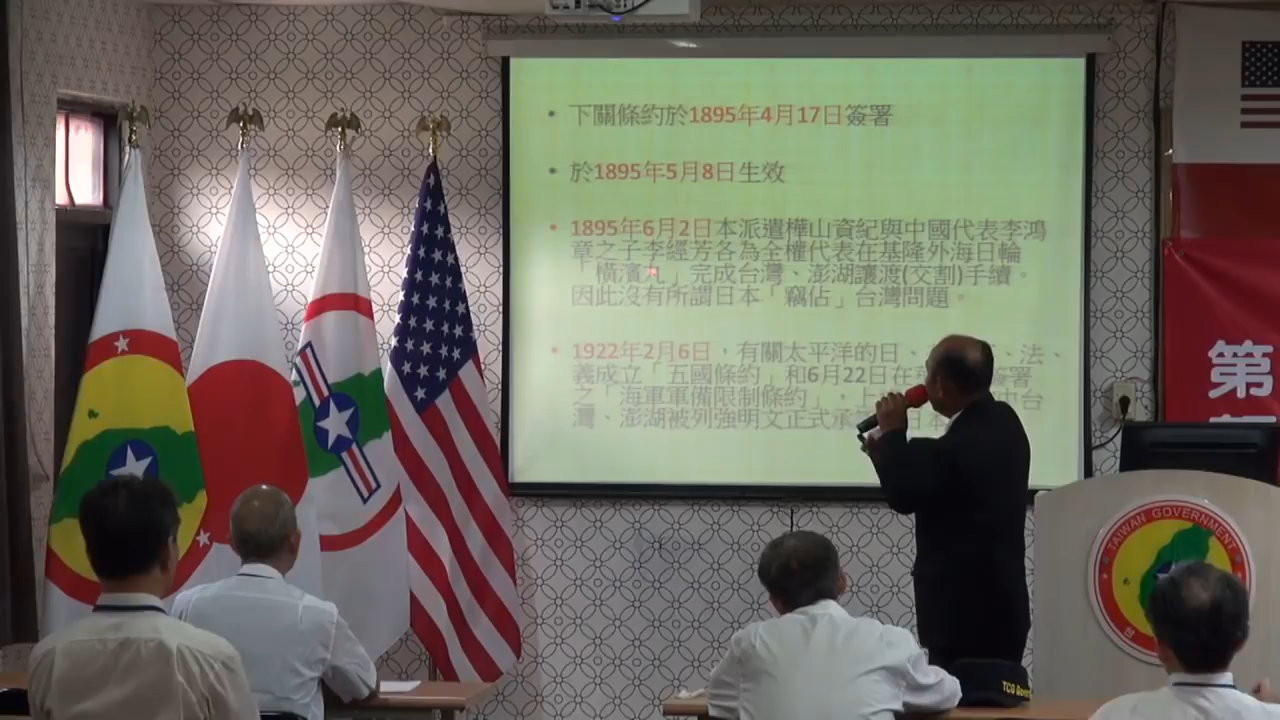 • 下關條約於1895年4月17日簽署
• 於1895年5月8日生效
• 1895年6月2日本派遣樺山資紀與中國代表李鴻
章之子李經芳各為全權代表在基隆外海日輪
「橫濱丸」完成台灣、澎湖讓渡(交割)手續。
因此沒有所謂日本「竊佔」台灣問題。
• 1922年2月6日，有關太平洋的日、 、法、
義成立「五國條約」和6月22日在 簽署
之「海軍軍備限制條約」，上 中台
灣、澎湖被列強明文正式承 日本
第
TAIWAN GOVERNMENT
TCG